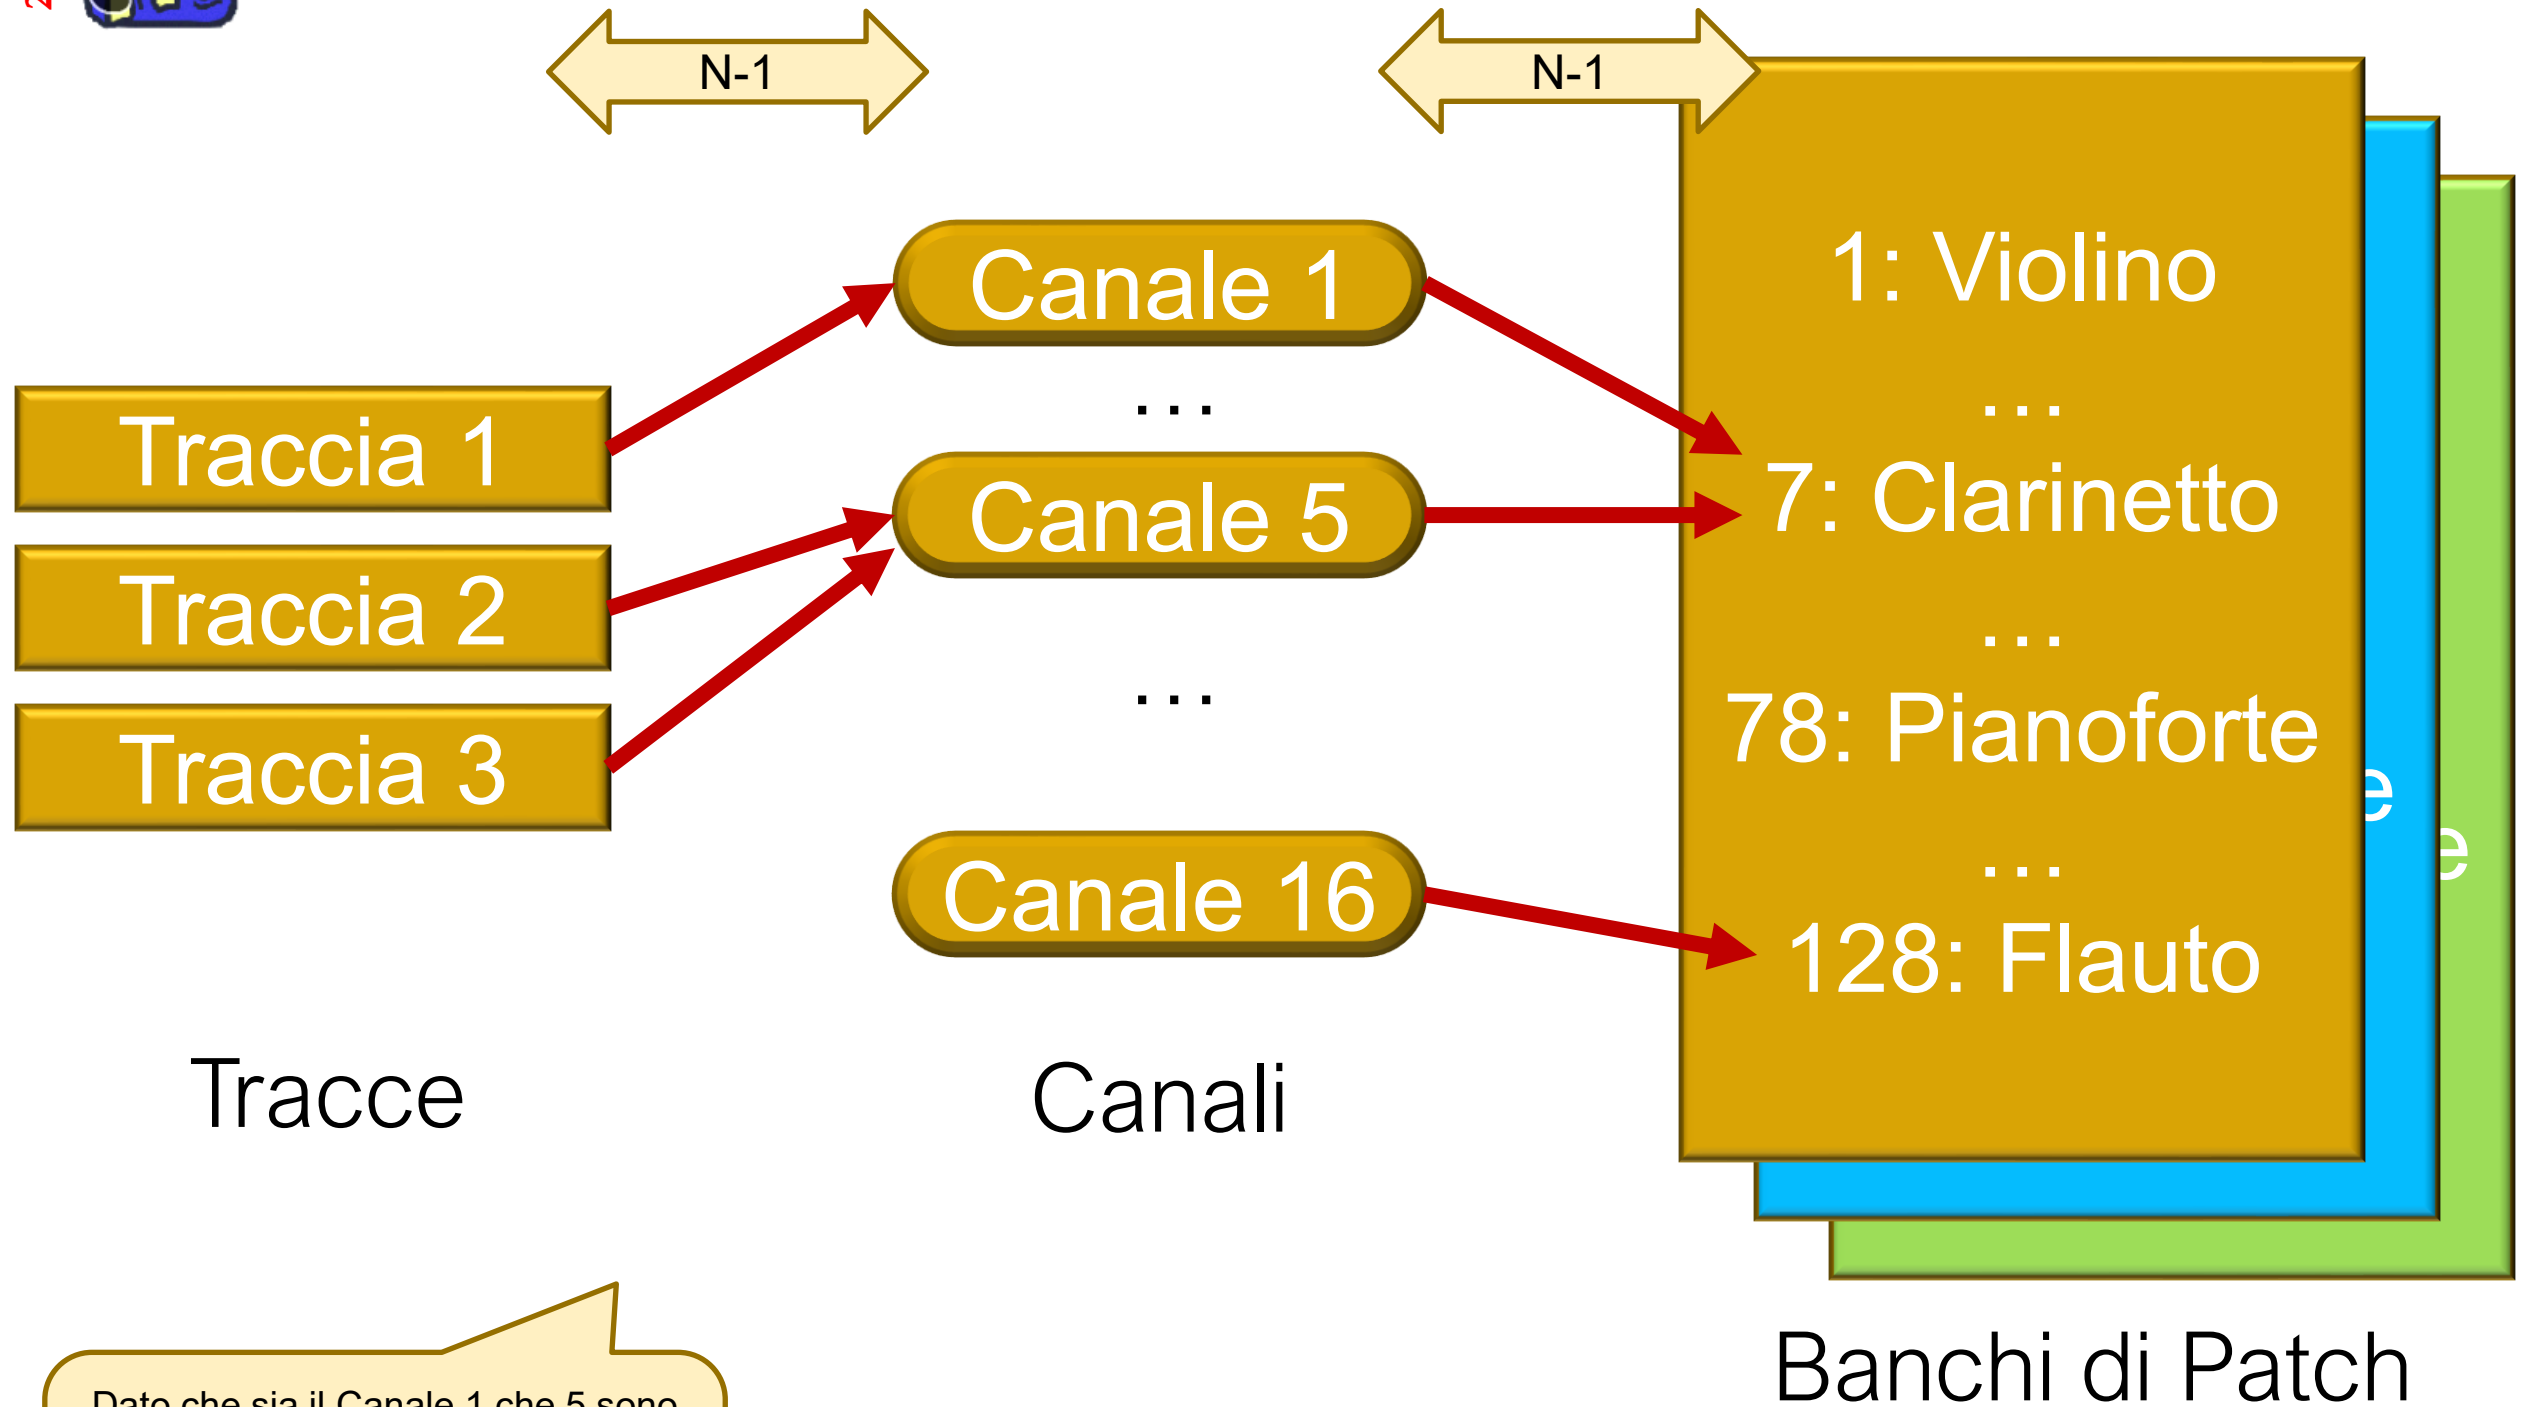 N-1
N-1
Traccia 1
Traccia 2
Traccia 3
Tracce
Canale 1
...
Canale 5
...
Canale 16
Canali
1: Violino
...
7: Clarinetto
...
78: Pianoforte
...
128: Flauto
e
e
Banchi di Patch
Dato che sia il Canale 1 che 5 sono